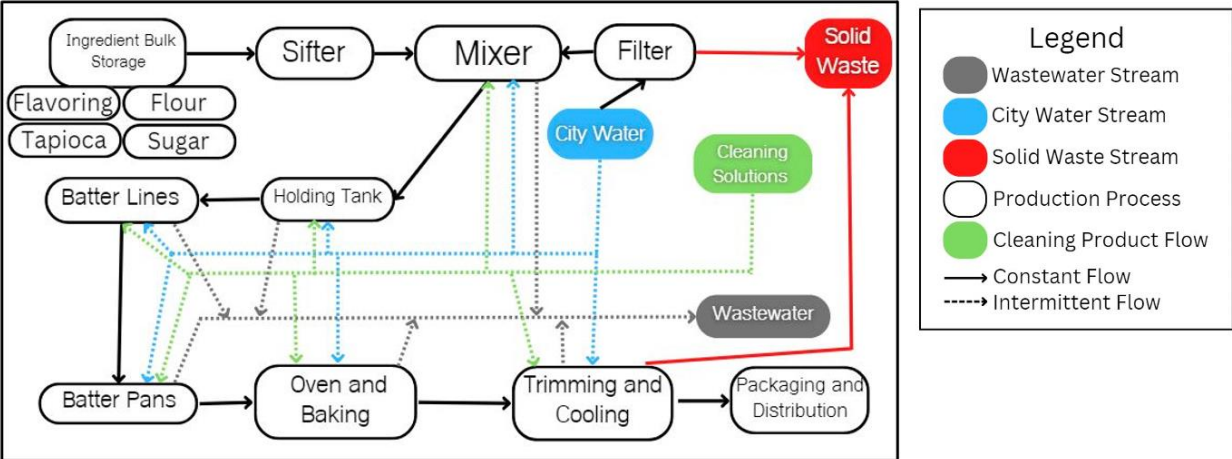 Ingredient Bulk
Storage
Sifter
Mixer
Filter
Solid
Waste
Flavoring
Flour
Tapioca
Sugar
City Water
Cleaning
Solutions
Batter Lines
Holding Tank
Wastewater
Batter Pans
Oven and
Baking
Trimming and
Cooling
Packaging and
Distribution
Legend
Wastewater Stream
City Water Stream
Solid Waste Stream
Production Process
Cleaning Product Flow
Constant Flow
Intermittent Flow